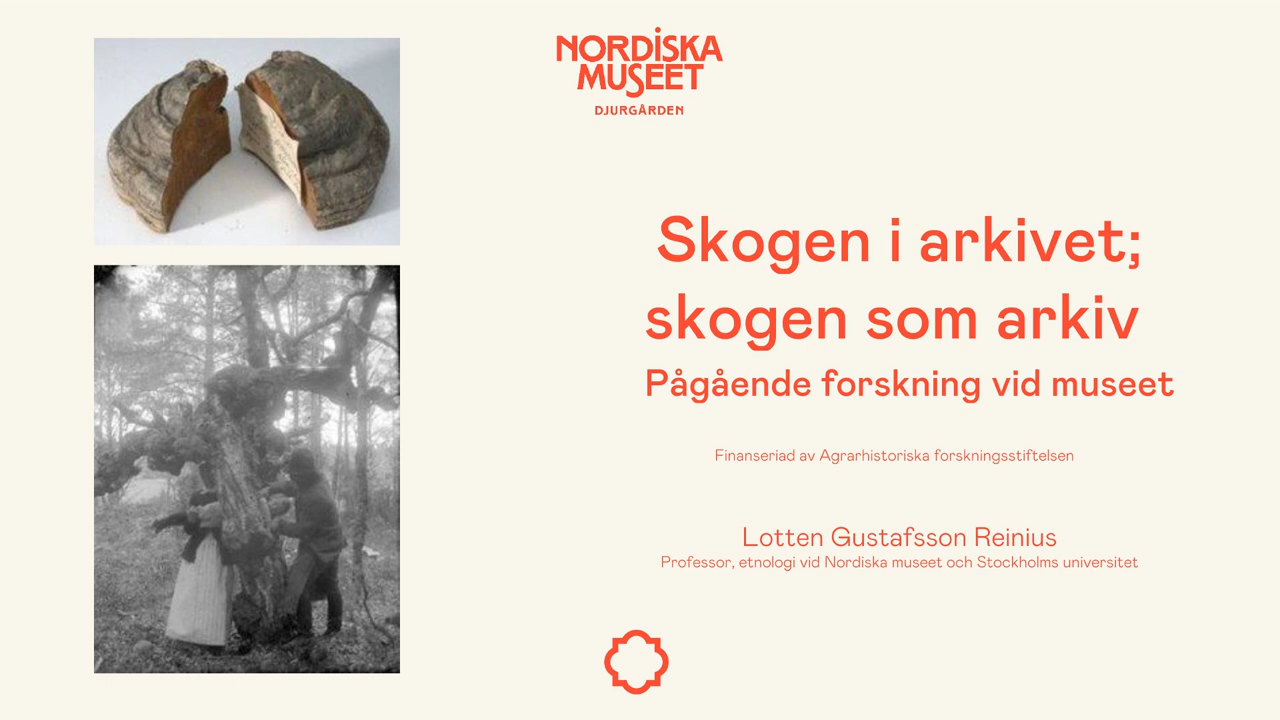 NORDISKA
MUSEET
DJURGÅRDEN
Skogen i arkivet;
skogen som arkiv
Pågående forskning vid museet
Finanseriad av Agrarhistoriska forskningsstiftelsen
Lotten Gustafsson Reinius
Professor, etnologi vid Nordiska museet och Stockholms universitet